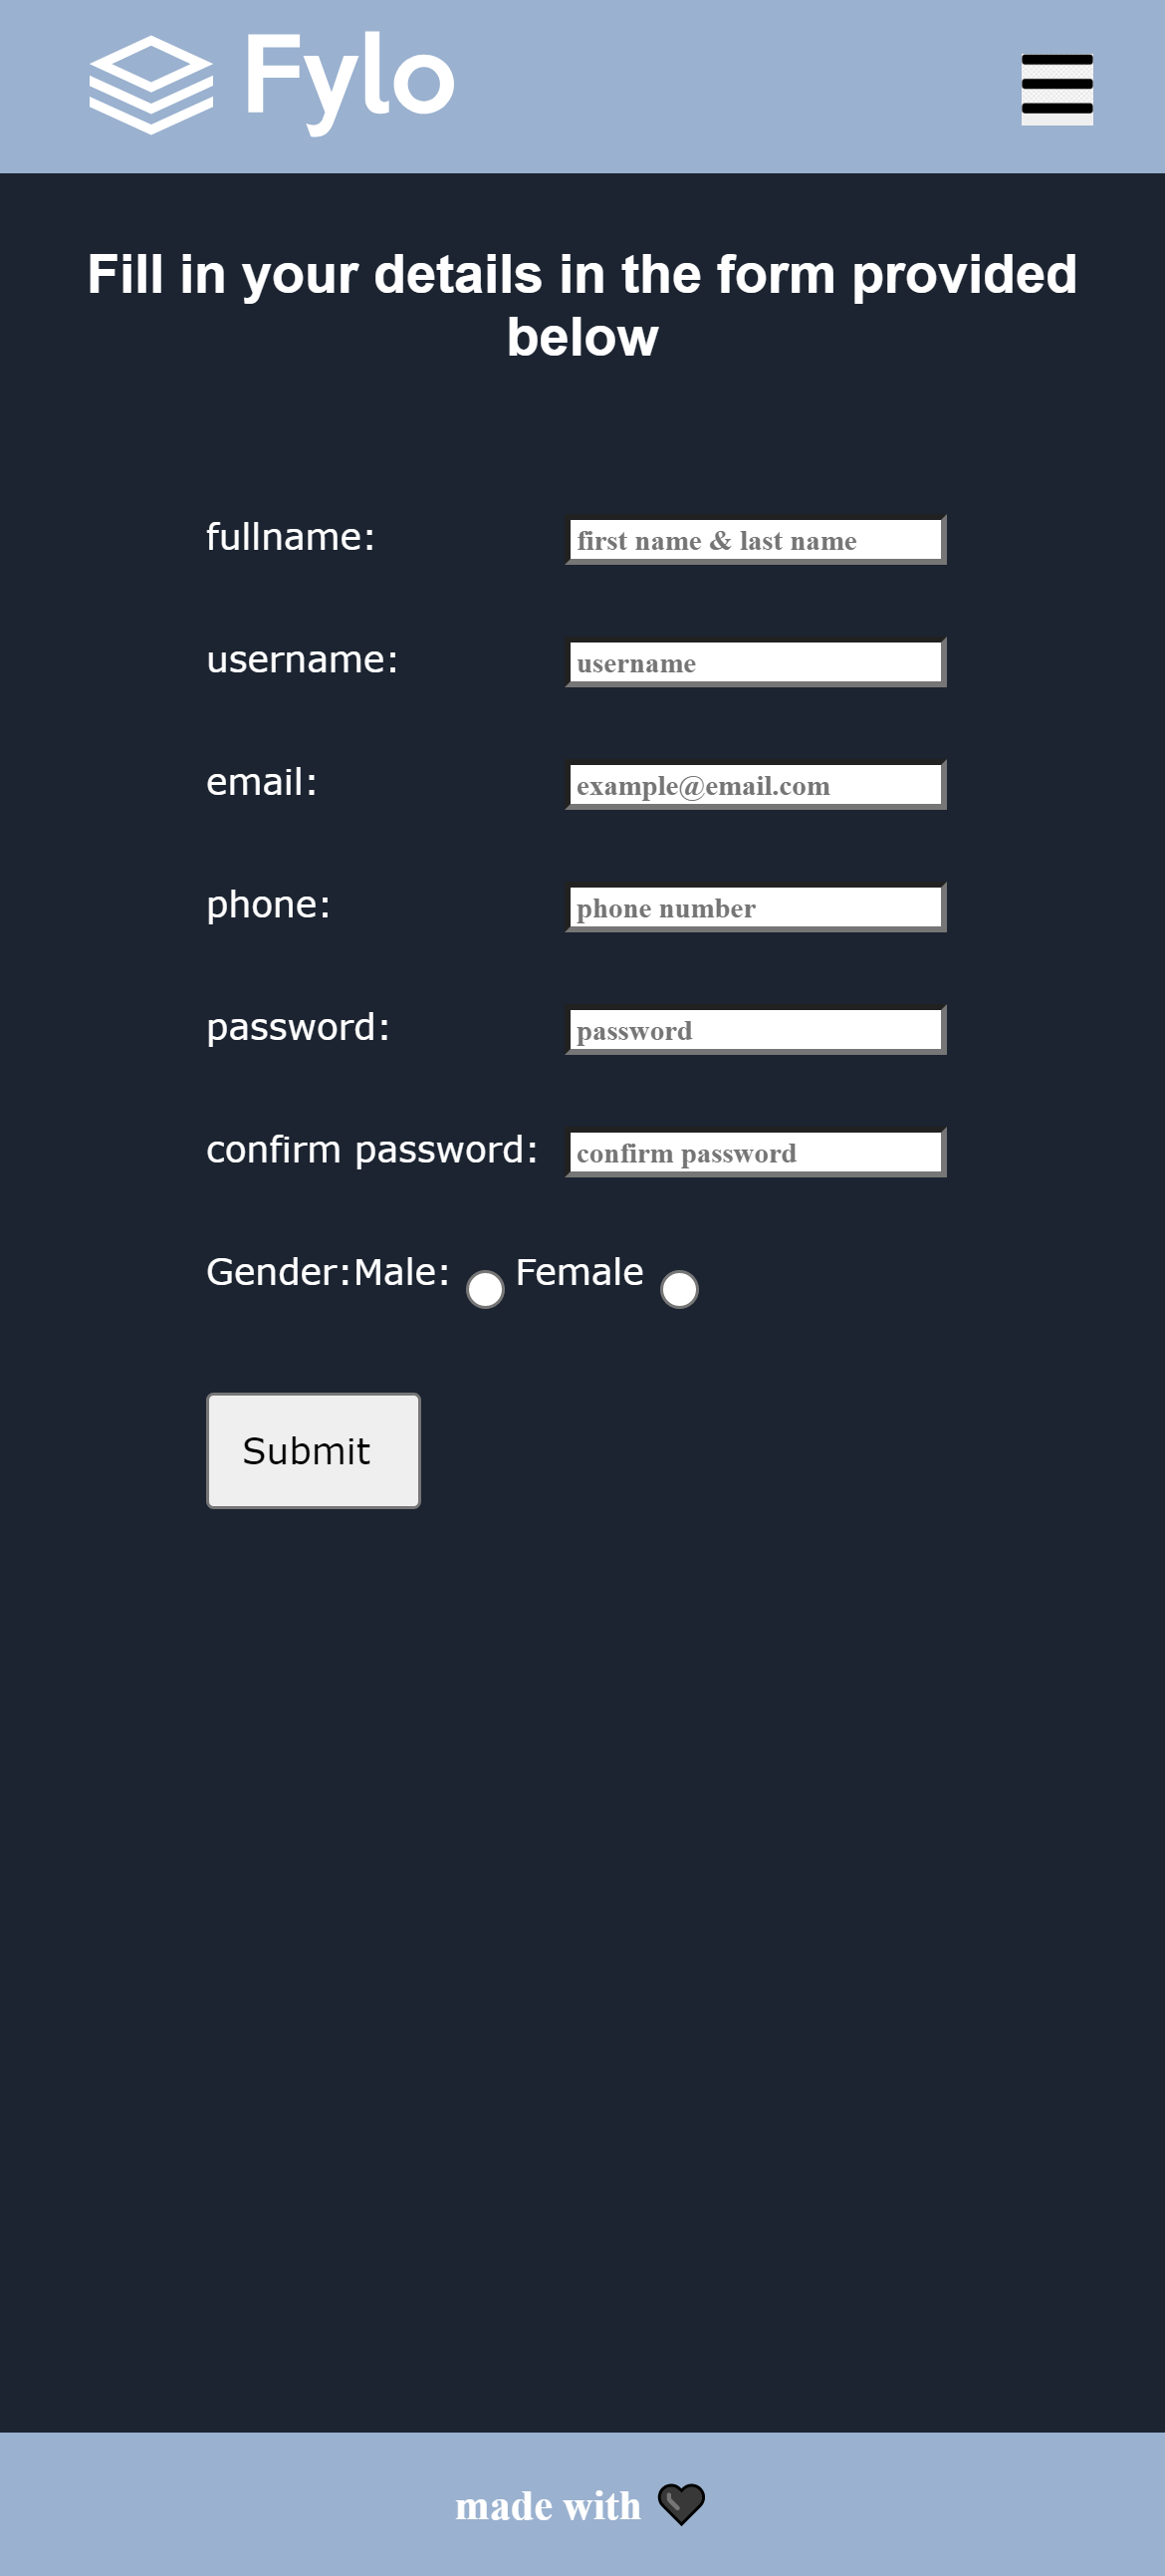 Fylo
Fill in your details in the form provided
below
fullname: first name & last name
username: username
email: example@email.com
phone: phone number
password: password
confirm password: confirm password
Gender:Male: Female
Submit
made with